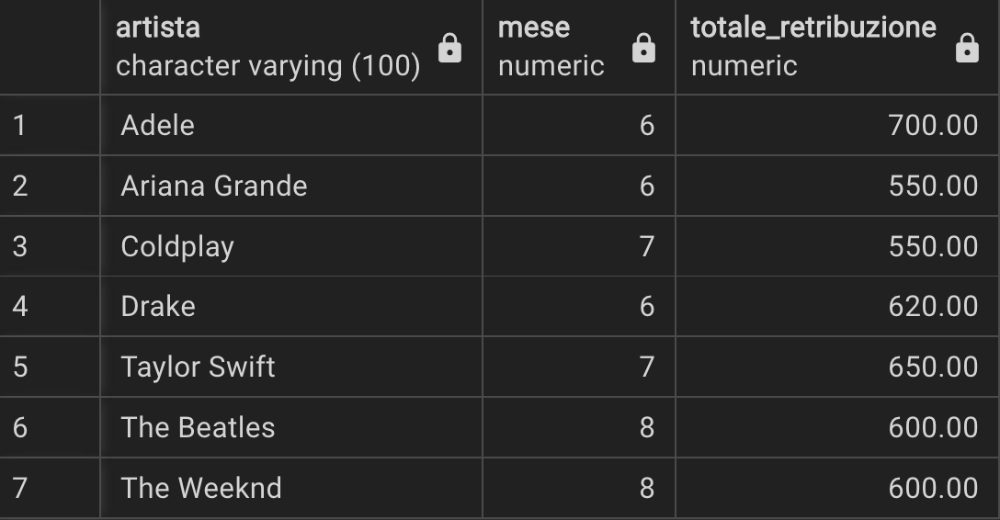 artista mese totale_retribuzione
character varying (100) numeric numeric
1 Adele 6 700.00
2 Ariana Grande 6 550.00
3 Coldplay 7 550.00
4 Drake 6 620.00
5 Taylor Swift 7 650.00
6 The Beatles 8 600.00
7 The Weeknd 8 600.00